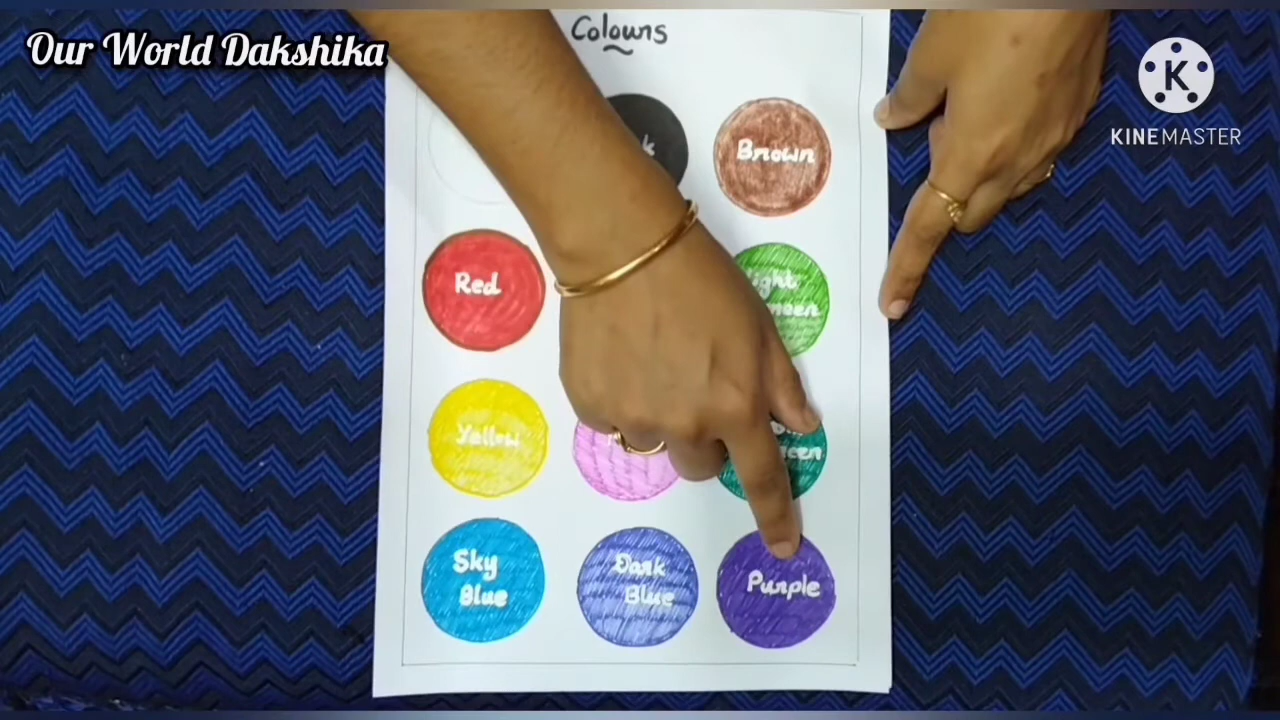 Our World Dakshika
Colours
KINEMASTER
Brown
Red
Yellow
Sky
Blue
Dark
Blue
Purple